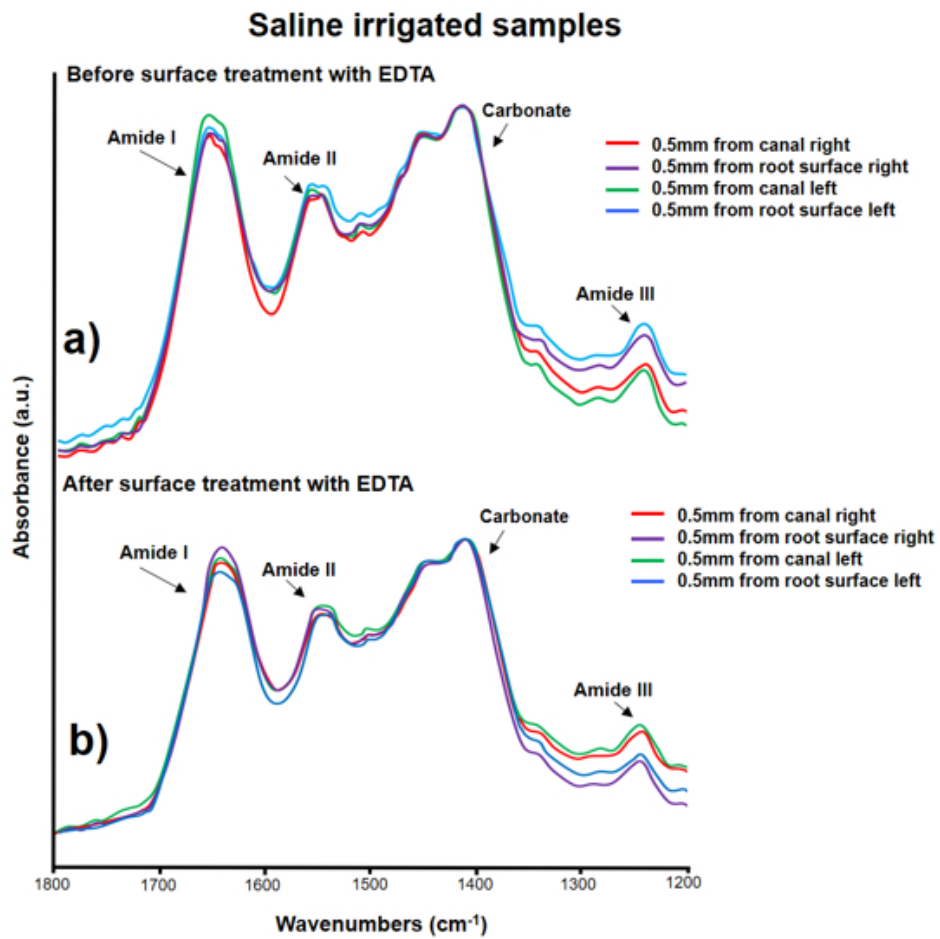 Saline irrigated samples
Before surface treatment with EDTA
Amide I
Amide II
Carbonate
0.5mm from canal right
0.5mm from root surface right
0.5mm from canal left
0.5mm from root surface left
Amide III
a)
Absorbance (a.u.)
After surface treatment with EDTA
Amide I
Amide II
Carbonate
0.5mm from canal right
0.5mm from root surface right
0.5mm from canal left
0.5mm from root surface left
Amide III
b)
1800 1700 1600 1500 1400 1300 1200
Wavenumbers (cm⁻¹)